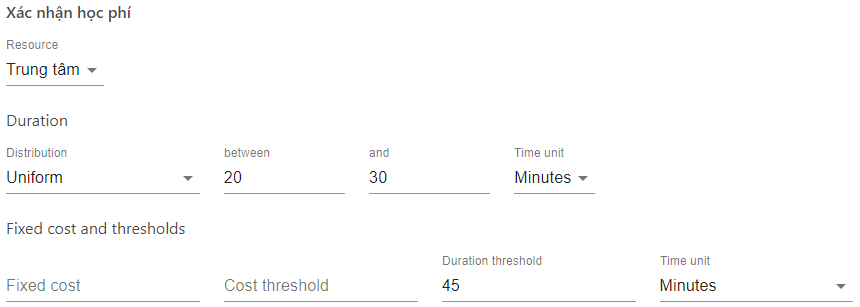 Xác nhận học phí
Resource
Trung tâm
Duration
Distribution between and Time unit
Uniform 20 30 Minutes
Fixed cost and thresholds
Duration threshold Time unit
Fixed cost Cost threshold 45 Minutes